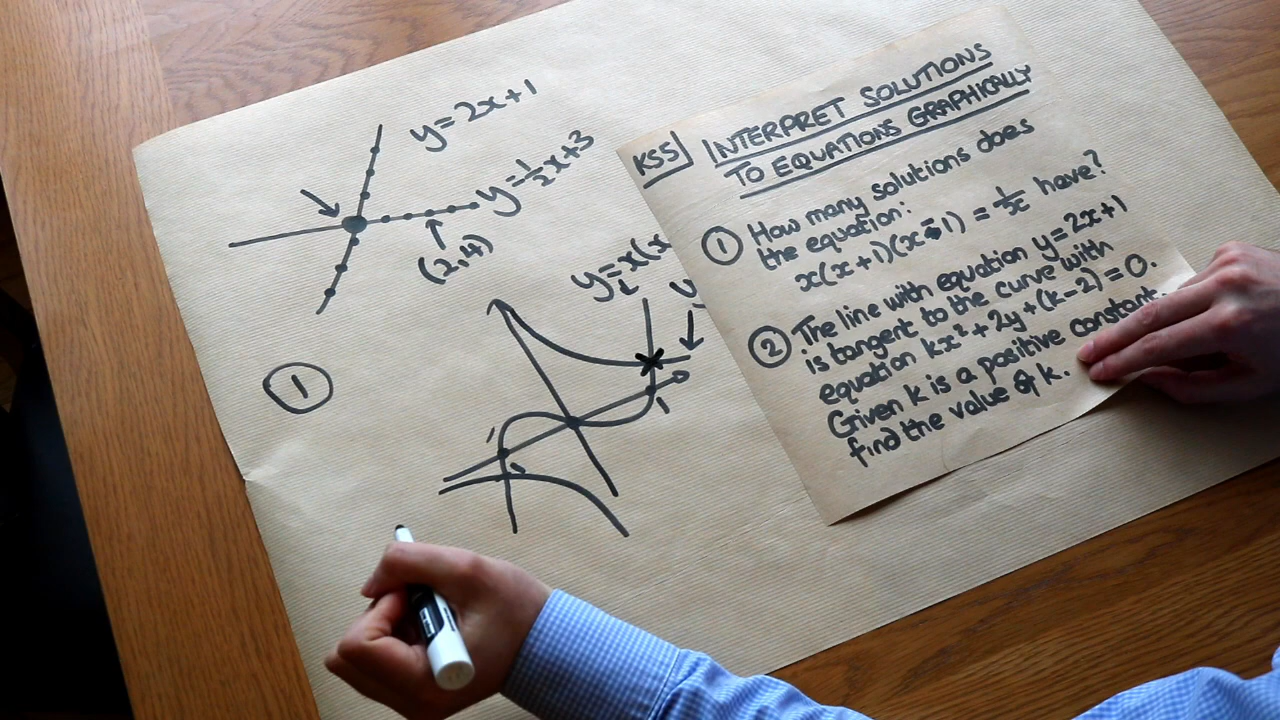 y=2x+1
y=½x+3
(2,4)
y=x(x
1
①
KS5
INTERPRET SOLUTIONS
TO EQUATIONS GRAPHICALLY
① How many solutions does
the equation:
x(x+1)(x-1) = 1/x have?
② The line with equation y=2x+1
is tangent to the curve with
equation kx²+2y+(k-2)=0.
Given k is a positive constant.
find the value of k.